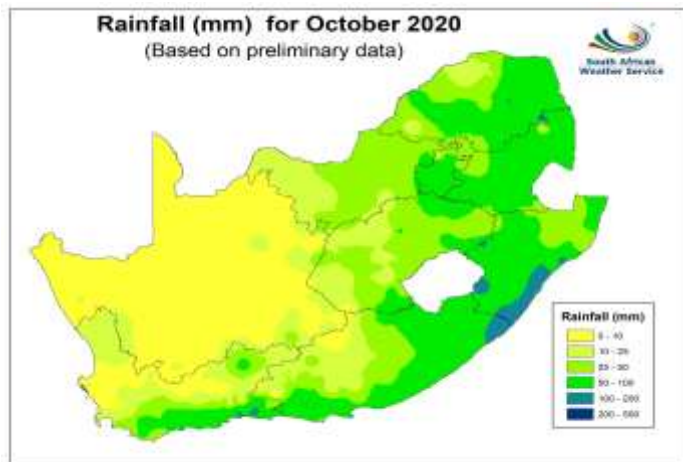 Rainfall (mm) for October 2020
(Based on preliminary data)
South African
Weather Service
Rainfall (mm)
0 - 10
10 - 25
25 - 50
50 - 100
100 - 200
200 - 500